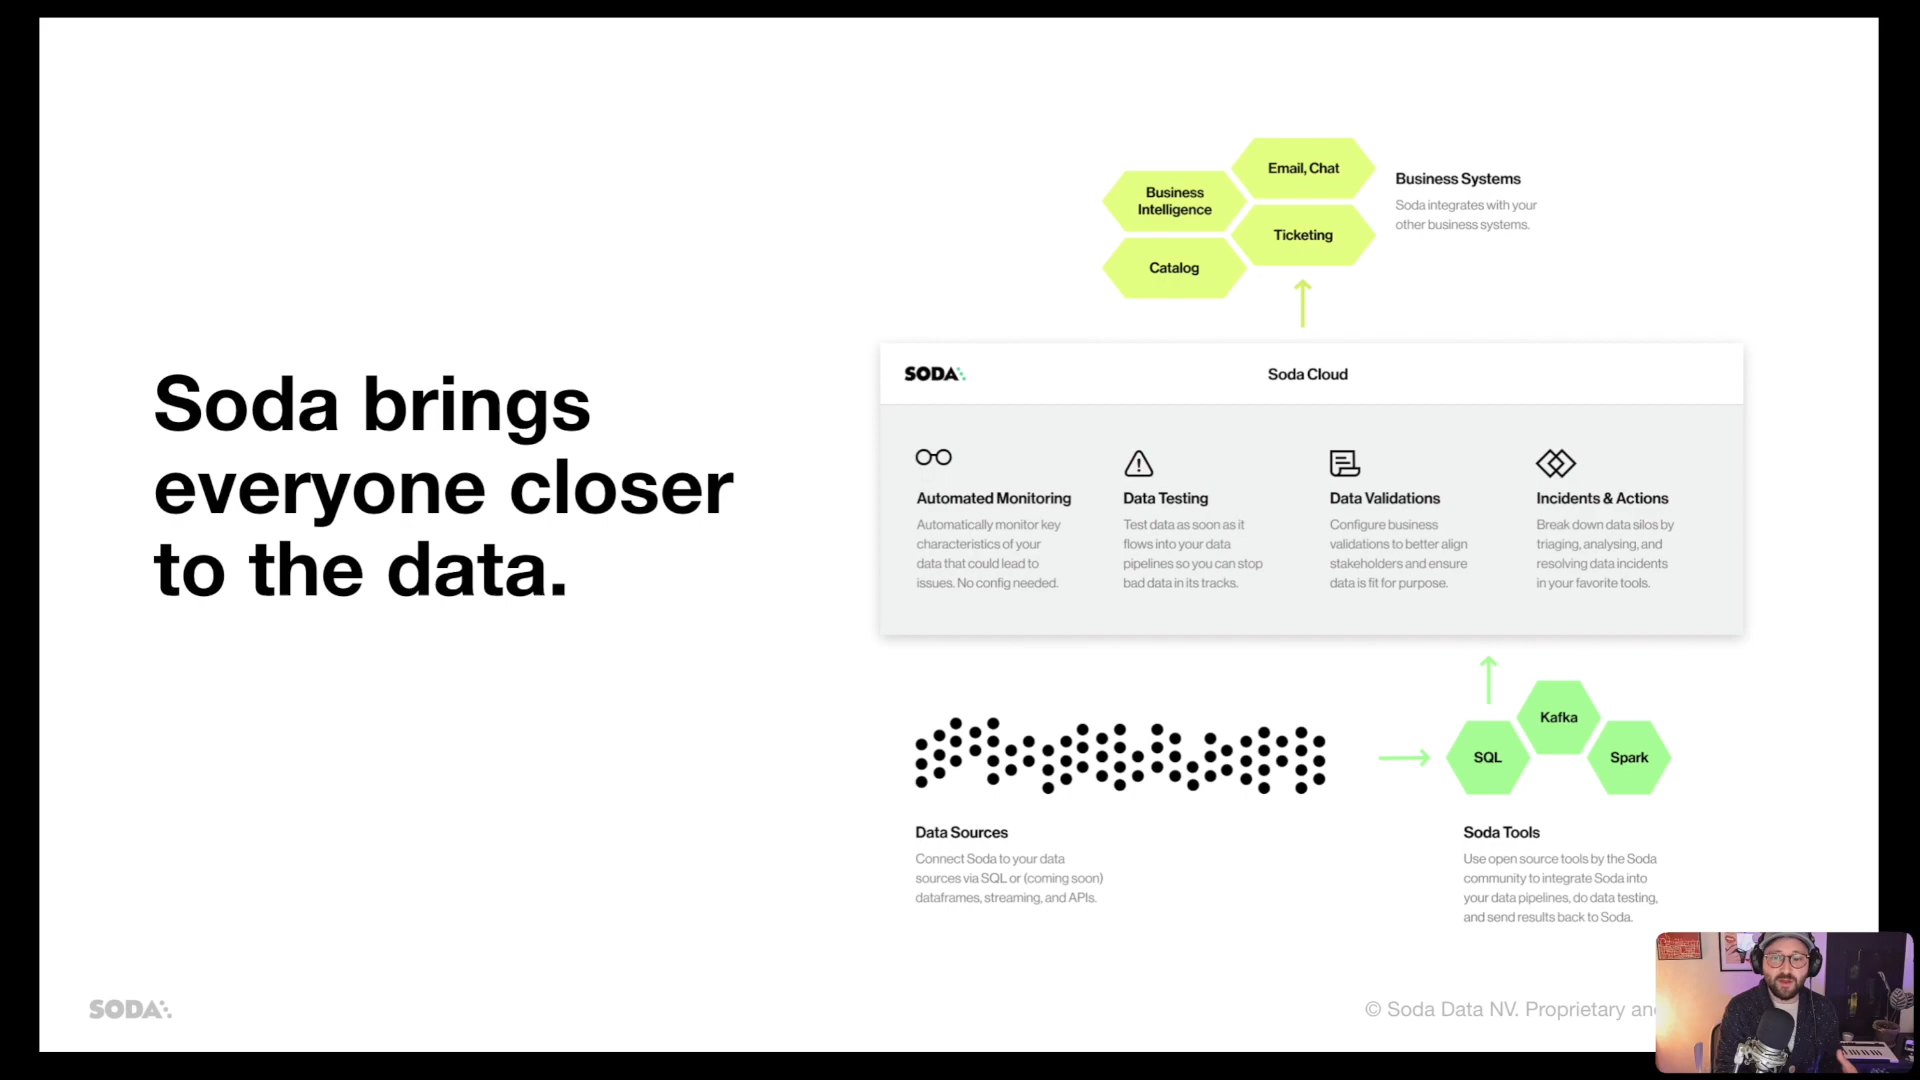 Soda brings
everyone closer
to the data.
Email, Chat
Business
Intelligence
Ticketing
Catalog
Business Systems
Soda integrates with your
other business systems.
SODA
Soda Cloud
Automated Monitoring
Automatically monitor key
characteristics of your
data that could lead to
issues. No config needed.
Data Testing
Test data as soon as it
flows into your data
pipelines so you can stop
bad data in its tracks.
Data Validations
Configure business
validations to better align
stakeholders and ensure
data is fit for purpose.
Incidents & Actions
Break down data silos by
triaging, analysing, and
resolving data incidents
in your favorite tools.
Kafka
SQL
Spark
Data Sources
Connect Soda to your data
sources via SQL or (coming soon)
dataframes, streaming, and APIs.
Soda Tools
Use open source tools by the Soda
community to integrate Soda into
your data pipelines, do data testing,
and send results back to Soda.
SODA
© Soda Data NV. Proprietary